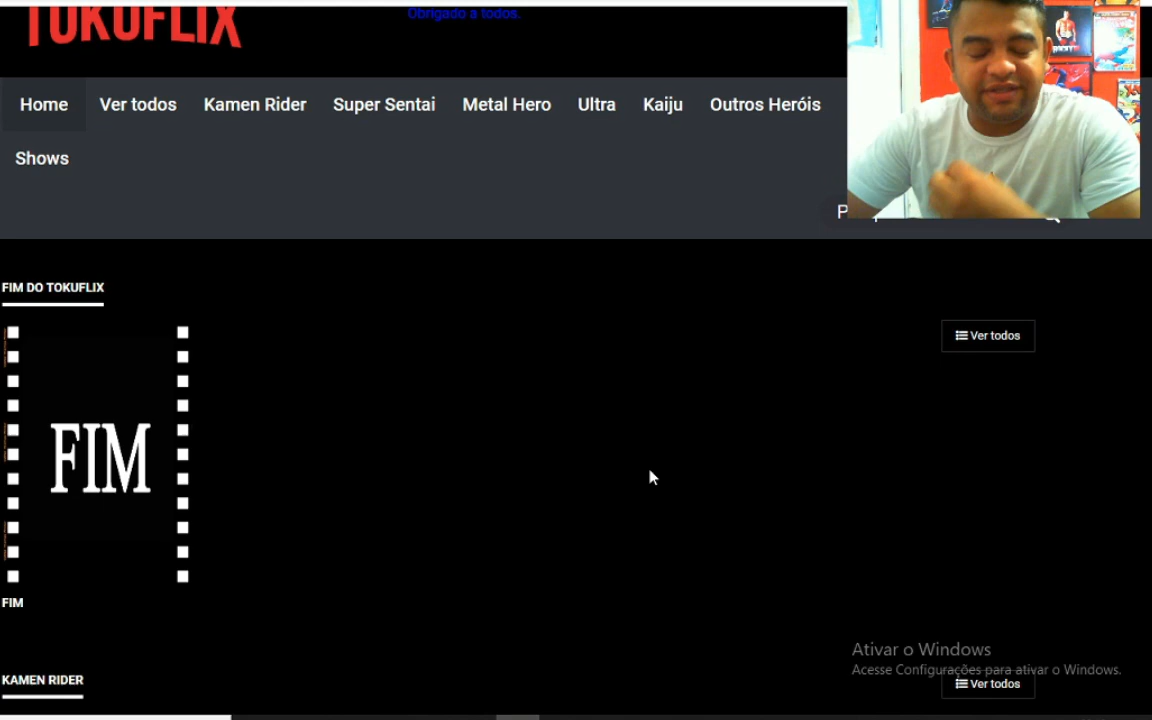 TOKUFLIX
Obrigado a todos.
Home Ver todos Kamen Rider Super Sentai Metal Hero Ultra Kaiju Outros Heróis
Shows
FIM DO TOKUFLIX
Ver todos
FIM
FIM
Ativar o Windows
Acesse Configurações para ativar o Windows.
KAMEN RIDER
Ver todos